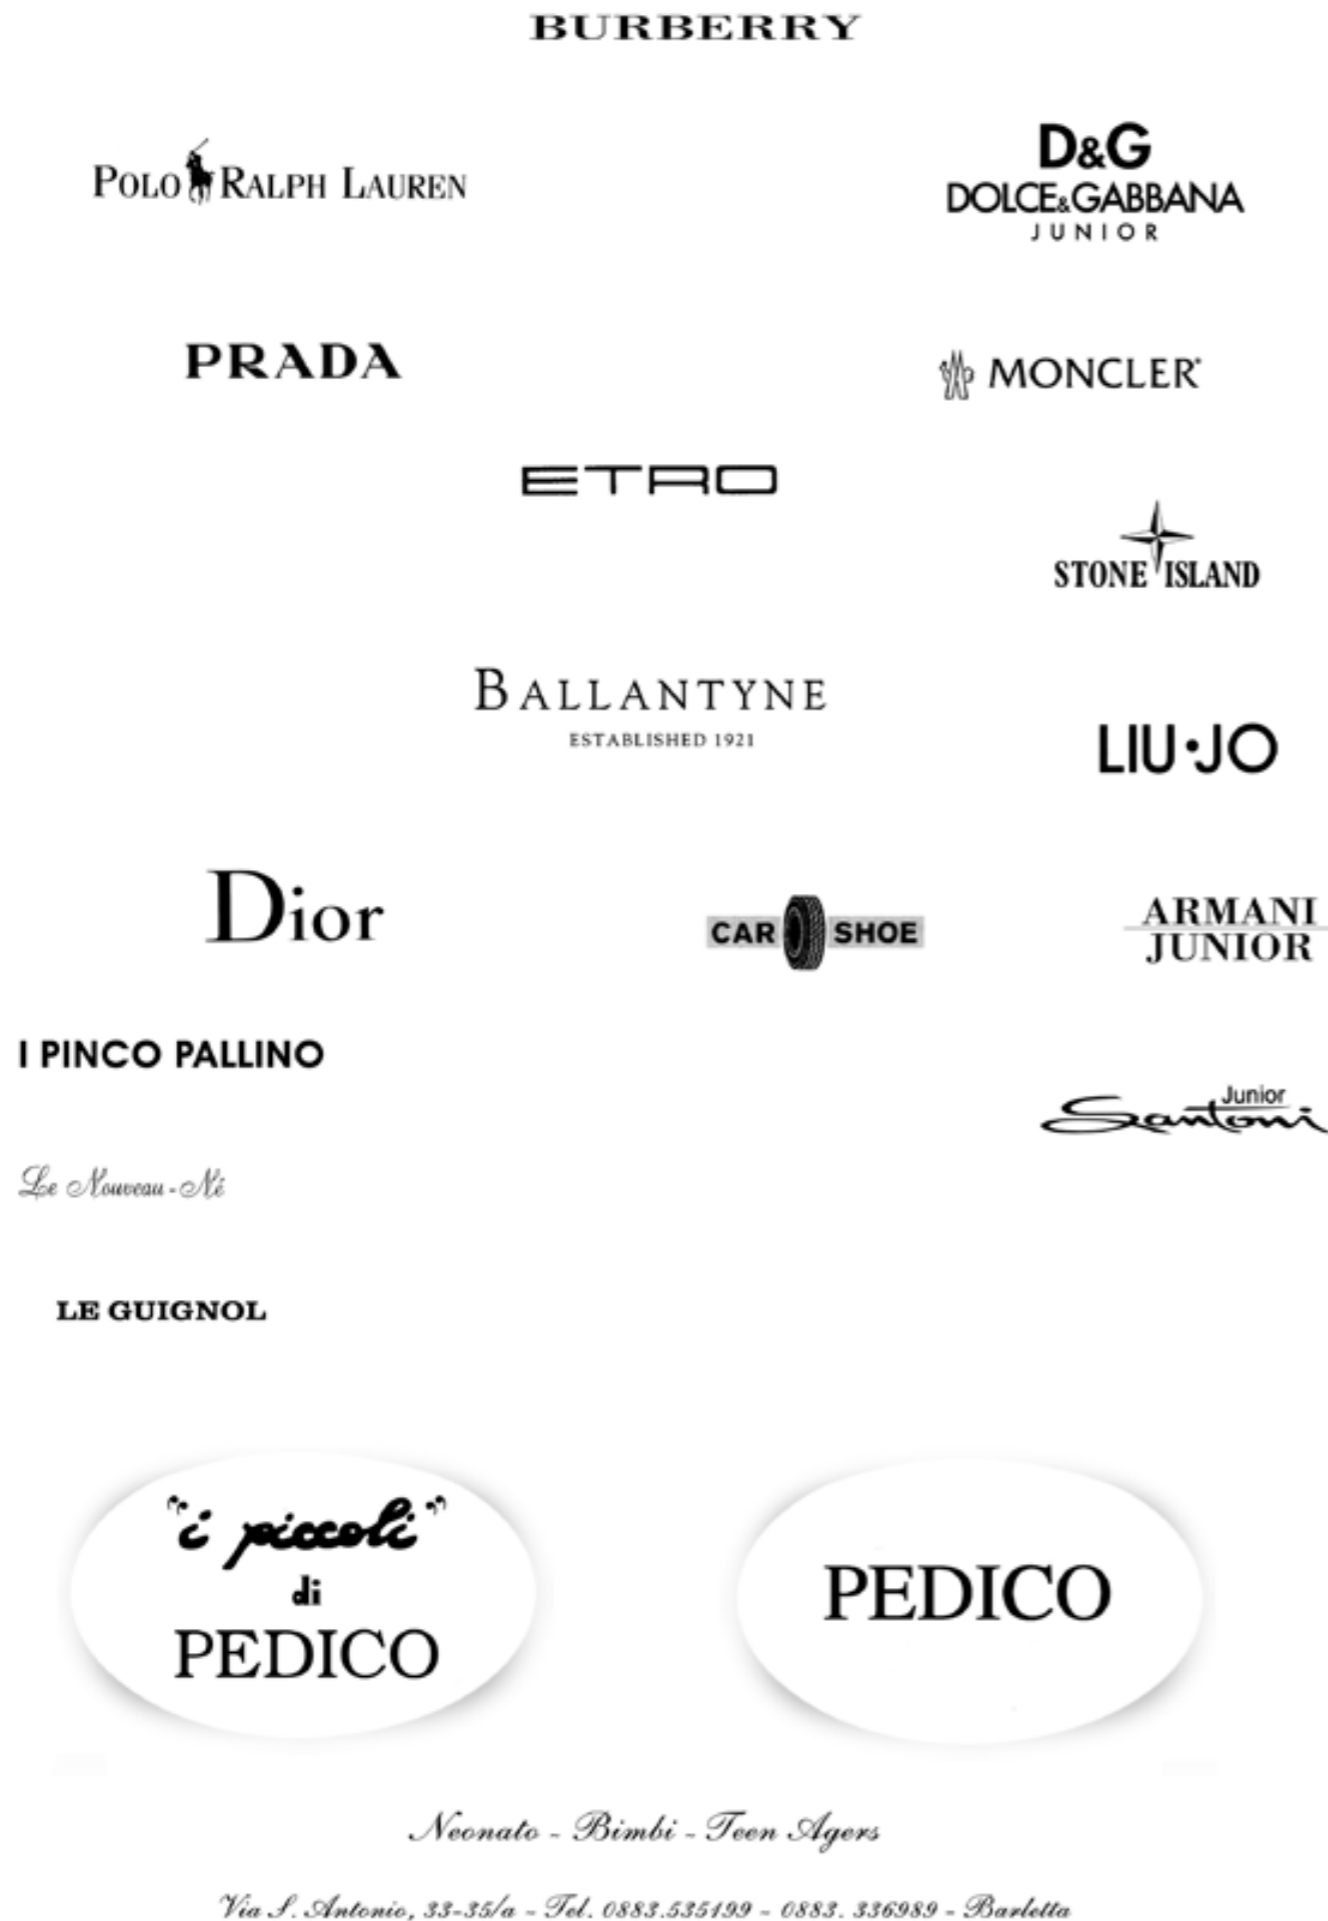 BURBERRY
POLO RALPH LAUREN
D&G
DOLCE&GABBANA
JUNIOR
PRADA
MONCLER
ETRO
STONE ISLAND
BALLANTYNE
ESTABLISHED 1921
LIU·JO
Dior
CAR SHOE
ARMANI
JUNIOR
I PINCO PALLINO
Junior
Santoni
Le Nouveau-Né
LE GUIGNOL
"i piccoli"
di
PEDICO
PEDICO
Neonato - Bimbi - Teen Agers
Via S. Antonio, 33-35/a - Tel. 0883.535199 - 0883. 336989 - Barletta